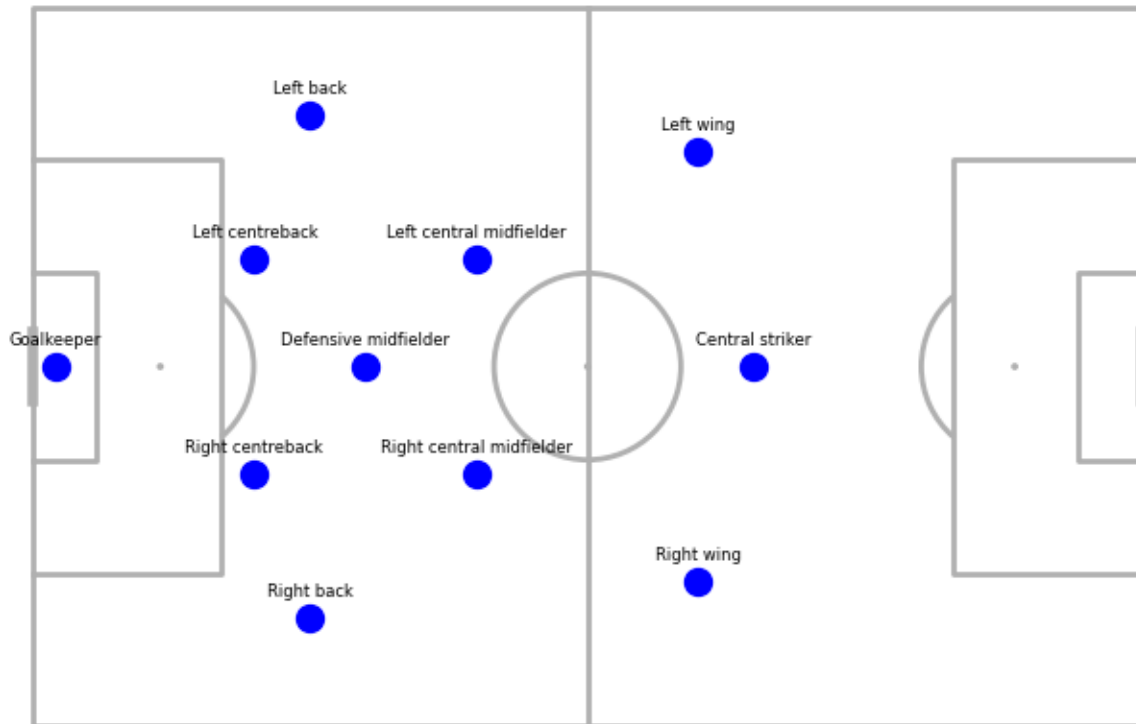 Left back
Left wing
Left centreback
Left central midfielder
Goalkeeper
Defensive midfielder
Central striker
Right centreback
Right central midfielder
Right wing
Right back